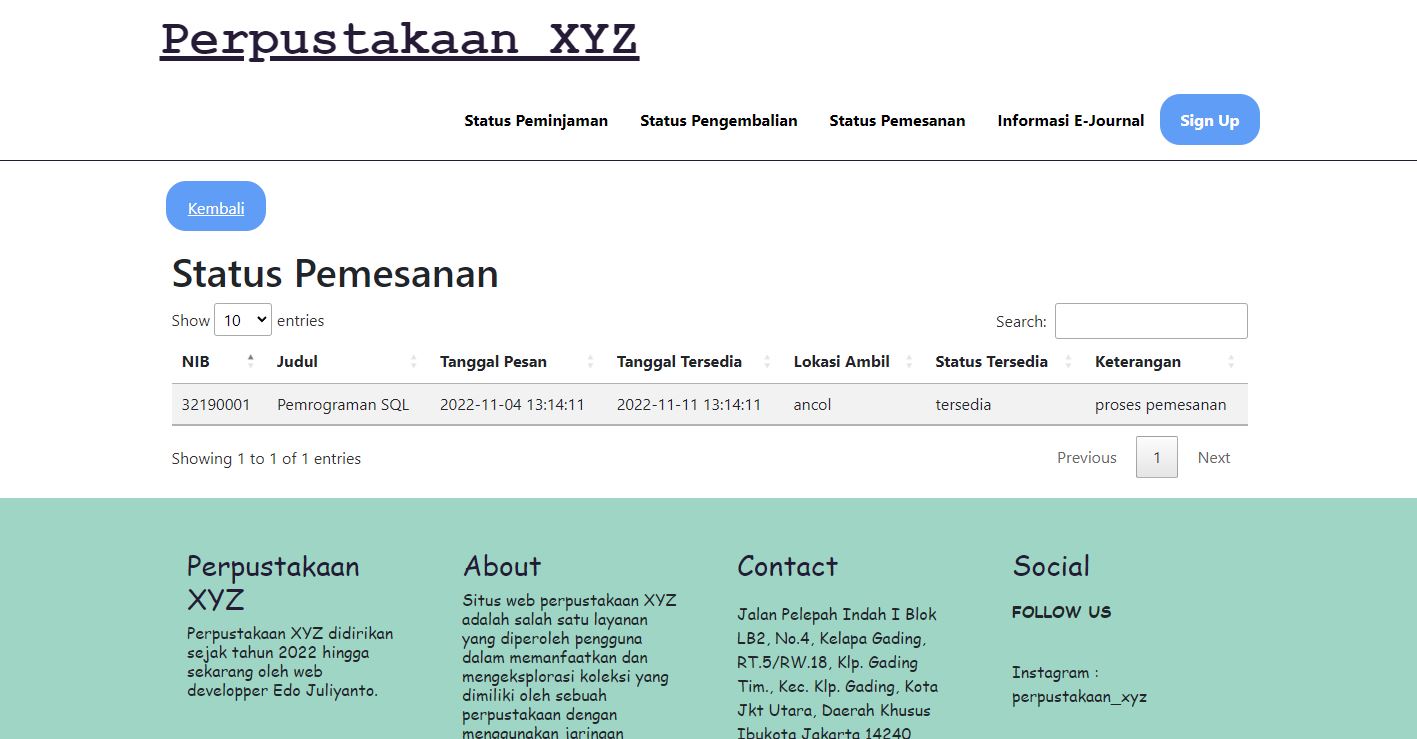 Perpustakaan XYZ
Status Peminjaman Status Pengembalian Status Pemesanan Informasi E-Journal Sign Up
Kembali
Status Pemesanan
Show 10 entries Search:
NIB Judul Tanggal Pesan Tanggal Tersedia Lokasi Ambil Status Tersedia Keterangan
32190001 Pemrograman SQL 2022-11-04 13:14:11 2022-11-11 13:14:11 ancol tersedia proses pemesanan
Showing 1 to 1 of 1 entries Previous 1 Next
Perpustakaan
XYZ
Perpustakaan XYZ didirikan
sejak tahun 2022 hingga
sekarang oleh web
developper Edo Juliyanto.
About
Situs web perpustakaan XYZ
adalah salah satu layanan
yang diperoleh pengguna
dalam memanfaatkan dan
mengeksplorasi koleksi yang
dimiliki oleh sebuah
perpustakaan dengan
menggunakan jaringan
Contact
Jalan Pelepah Indah I Blok
LB2, No.4, Kelapa Gading,
RT.5/RW.18, Klp. Gading
Tim., Kec. Klp. Gading, Kota
Jkt Utara, Daerah Khusus
Ibukota Jakarta 14240
Social
FOLLOW US
Instagram :
perpustakaan_xyz